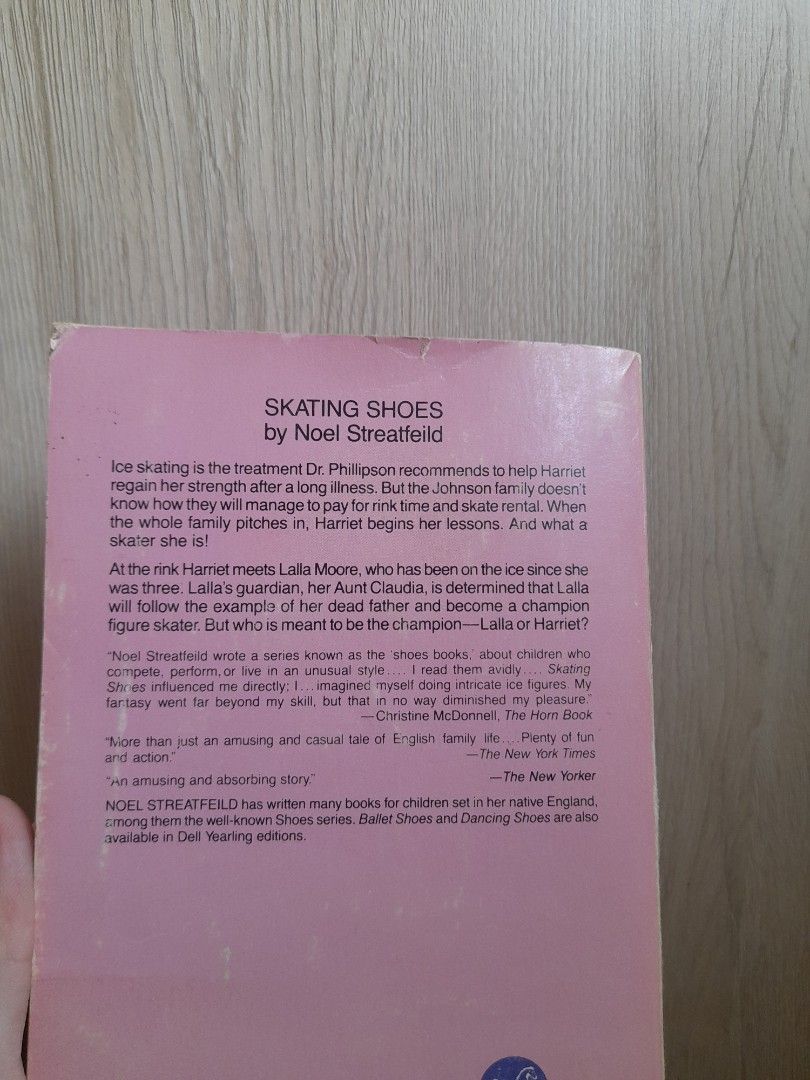 SKATING SHOES
by Noel Streatfeild
Ice skating is the treatment Dr. Phillipson recommends to help Harriet
regain her strength after a long illness. But the Johnson family doesn't
know how they will manage to pay for rink time and skate rental. When
the whole family pitches in, Harriet begins her lessons. And what a
skater she is!
At the rink Harriet meets Lalla Moore, who has been on the ice since she
was three. Lalla's guardian, her Aunt Claudia, is determined that Lalla
will follow the example of her dead father and become a champion
figure skater. But who is meant to be the champion—Lalla or Harriet?
"Noel Streatfeild wrote a series known as the 'shoes books,' about children who
compete, perform, or live in an unusual style.... I read them avidly.... Skating
Shoes influenced me directly; I...imagined myself doing intricate ice figures. My
fantasy went far beyond my skill, but that in no way diminished my pleasure."
—Christine McDonnell, The Horn Book
"More than just an amusing and casual tale of English family life....Plenty of fun
and action." —The New York Times
"An amusing and absorbing story." —The New Yorker
NOEL STREATFEILD has written many books for children set in her native England,
among them the well-known Shoes series. Ballet Shoes and Dancing Shoes are also
available in Dell Yearling editions.